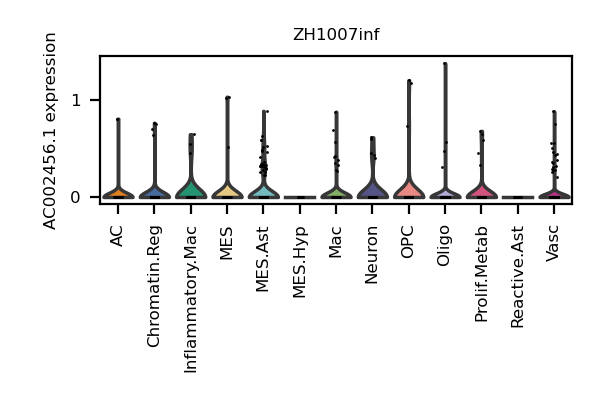 ZH1007inf
AC002456.1 expression
1
0
AC
Chromatin.Reg
Inflammatory.Mac
MES
MES.Ast
MES.Hyp
Mac
Neuron
OPC
Oligo
Prolif.Metab
Reactive.Ast
Vasc